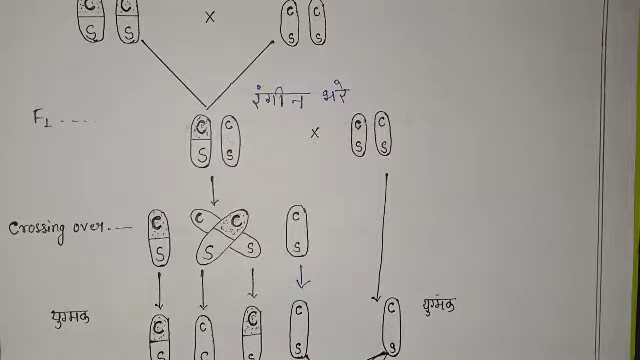 C C × c c
S S s s
रंगीन भरे
F1 .... C c × c c
S s s s
Crossing over.... C c C c
S S s s
युग्मक C c C c c युग्मक
S S s s s